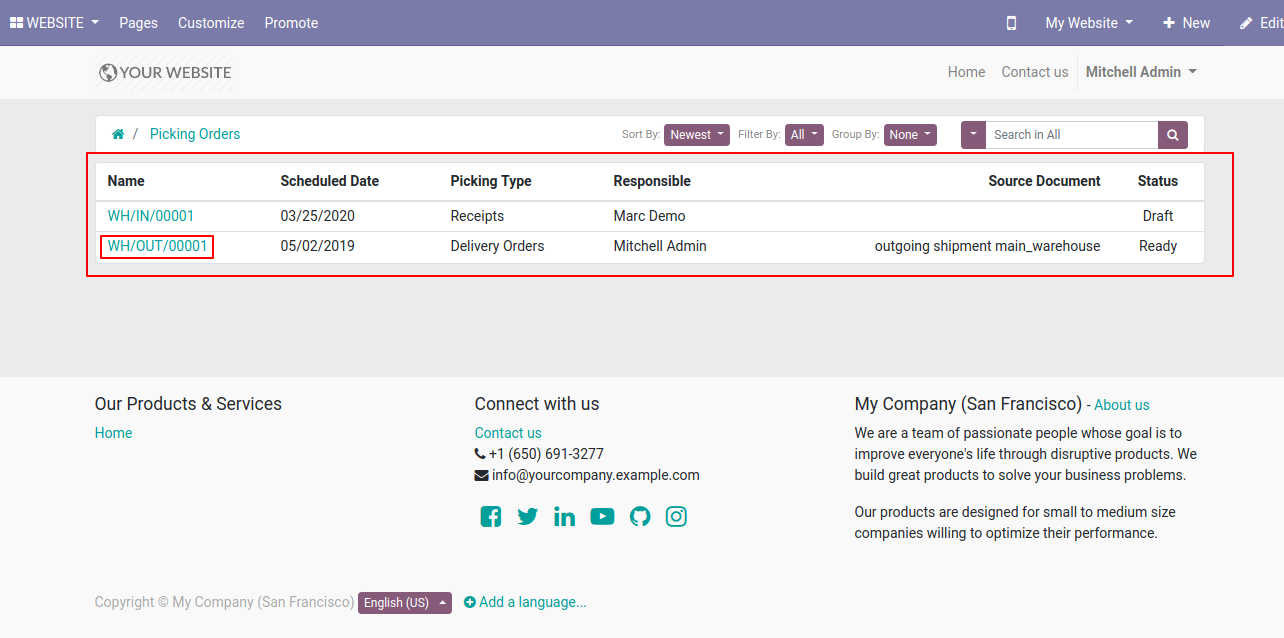 WEBSITE Pages Customize Promote My Website New Edit
YOUR WEBSITE Home Contact us Mitchell Admin
/ Picking Orders Sort By: Newest Filter By: All Group By: None Search in All
Name Scheduled Date Picking Type Responsible Source Document Status
WH/IN/00001 03/25/2020 Receipts Marc Demo Draft
WH/OUT/00001 05/02/2019 Delivery Orders Mitchell Admin outgoing shipment main_warehouse Ready
Our Products & Services
Home
Connect with us
Contact us
+1 (650) 691-3277
info@yourcompany.example.com
My Company (San Francisco) - About us
We are a team of passionate people whose goal is to
improve everyone's life through disruptive products. We
build great products to solve your business problems.
Our products are designed for small to medium size
companies willing to optimize their performance.
Copyright © My Company (San Francisco) English (US) Add a language...